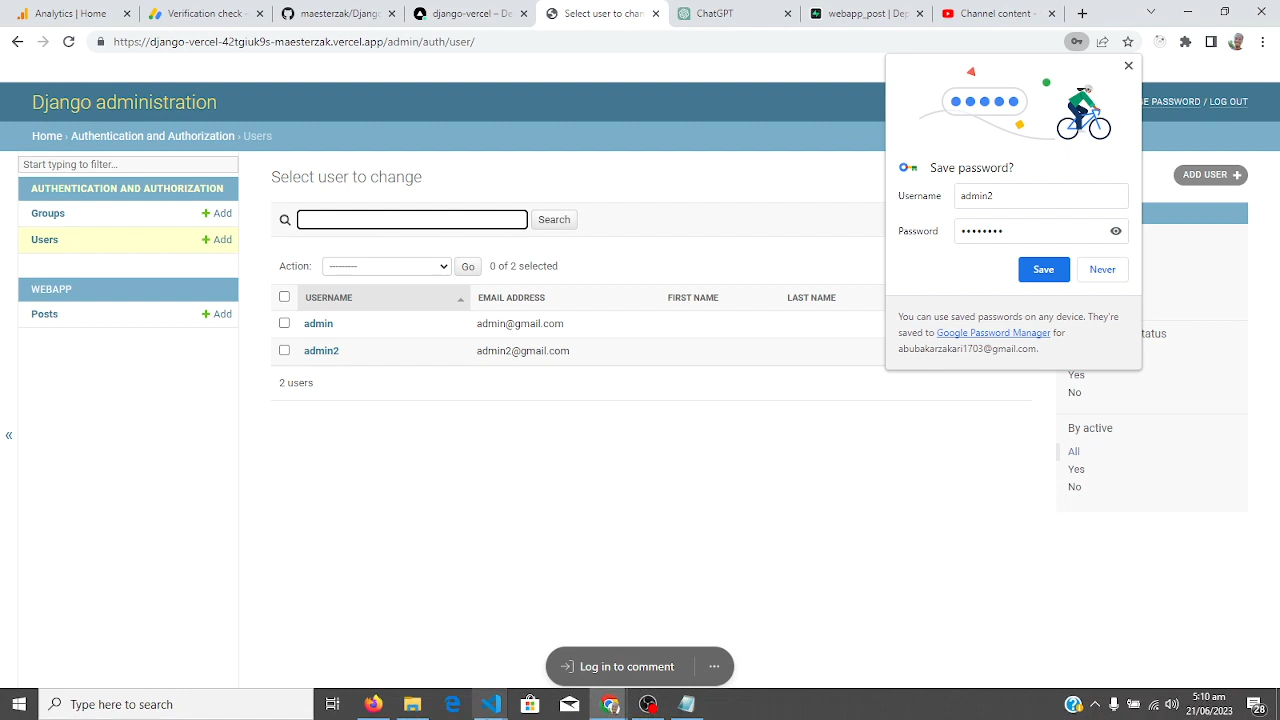 Analytics | Home
Verification check-
maesterzak/Django
django-vercel – De
Select user to chan
ChatGPT
webapp_post | Dep
Channel content -
https://django-vercel-42tgiuk9s-maesterzak.vercel.app/admin/auth/user/
Django administration
E PASSWORD / LOG OUT
Home › Authentication and Authorization › Users
Start typing to filter...
AUTHENTICATION AND AUTHORIZATION
Groups
Add
Users
Add
WEBAPP
Posts
Add
Select user to change
ADD USER
Search
Action:
---------
Go
0 of 2 selected
USERNAME
EMAIL ADDRESS
FIRST NAME
LAST NAME
admin
admin@gmail.com
admin2
admin2@gmail.com
2 users
Save password?
Username
admin2
Password
••••••••
Save
Never
You can use saved passwords on any device. They're
saved to Google Password Manager for
abubakarzakari1703@gmail.com.
tatus
Yes
No
By active
All
Yes
No
Log in to comment
Type here to search
5:10 am
21/06/2023
28